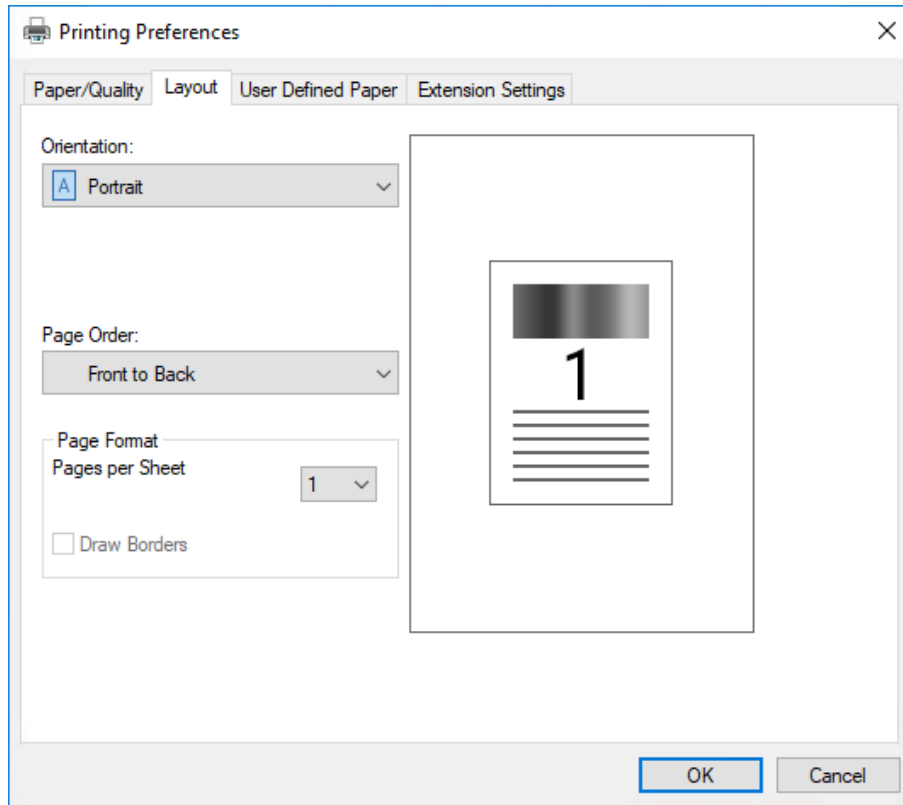 Printing Preferences
Paper/Quality Layout User Defined Paper Extension Settings
Orientation:
A Portrait
Page Order:
Front to Back
Page Format
Pages per Sheet
1
Draw Borders
1
OK Cancel